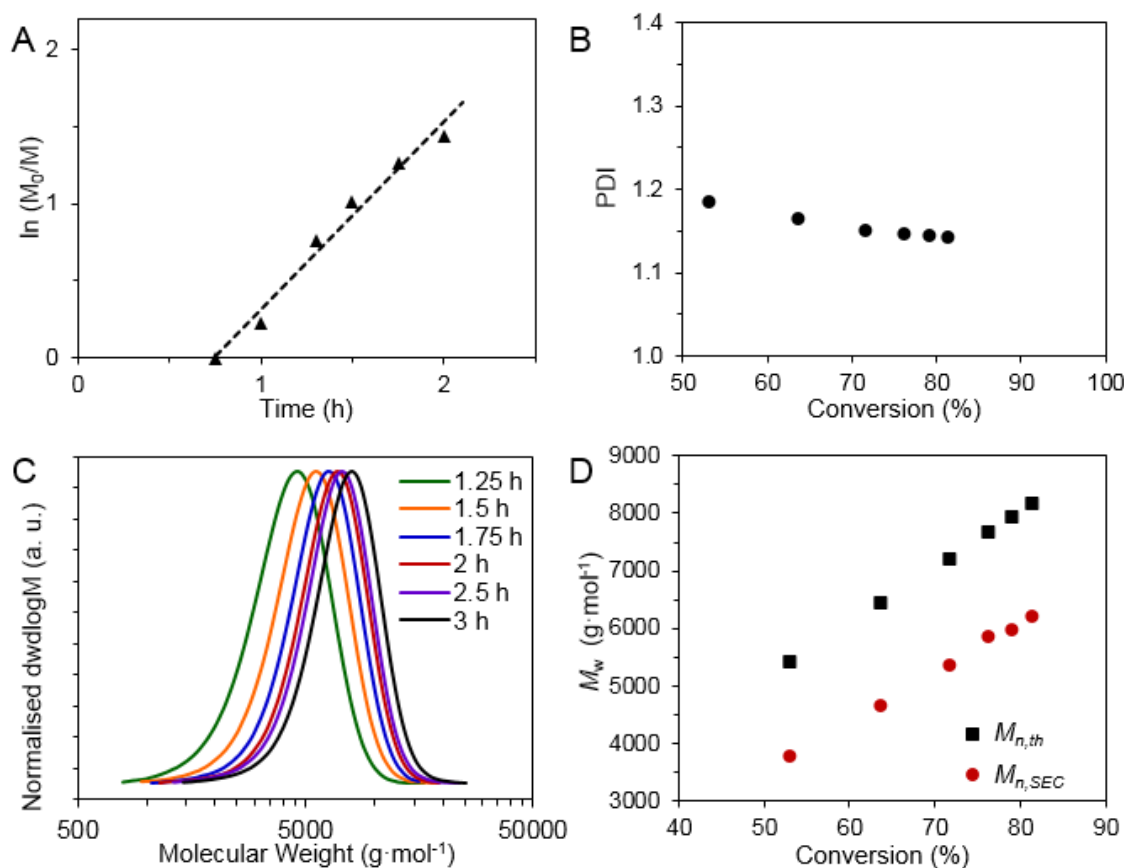 A
ln (M₀/M)
2
1
0
0
1
2
Time (h)
B
PDI
1.4
1.3
1.2
1.1
1.0
50
60
70
80
90
100
Conversion (%)
C
Normalised dwdlogM (a. u.)
1.25 h
1.5 h
1.75 h
2 h
2.5 h
3 h
500
5000
50000
Molecular Weight (g·mol⁻¹)
D
Mw (g·mol⁻¹)
9000
8000
7000
6000
5000
4000
3000
Mn,th
Mn,SEC
40
50
60
70
80
90
Conversion (%)